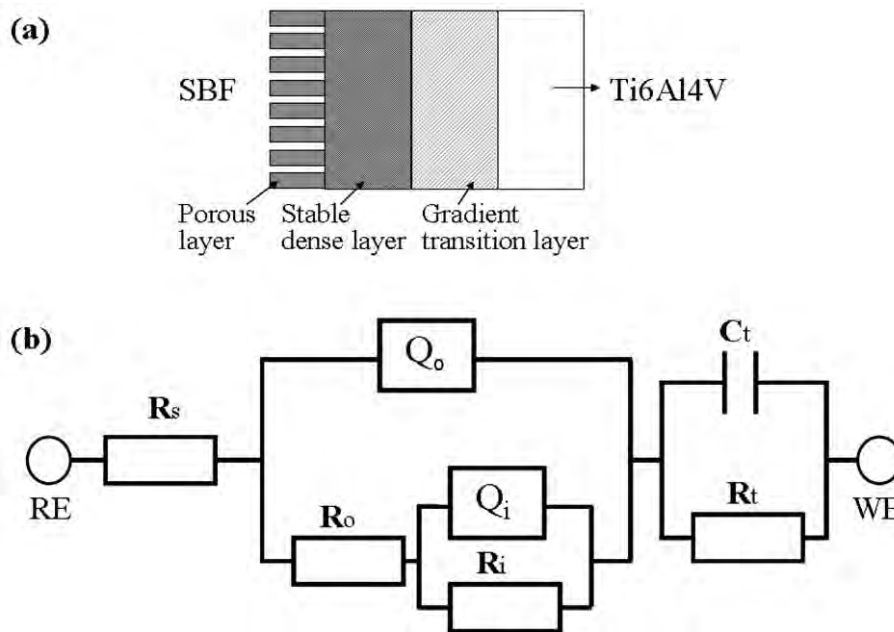 (a)
SBF
Ti6Al4V
Porous
layer
Stable
dense layer
Gradient
transition layer
(b)
Qo
Ct
Rs
RE
Qi
Ro
Ri
Rt
WE